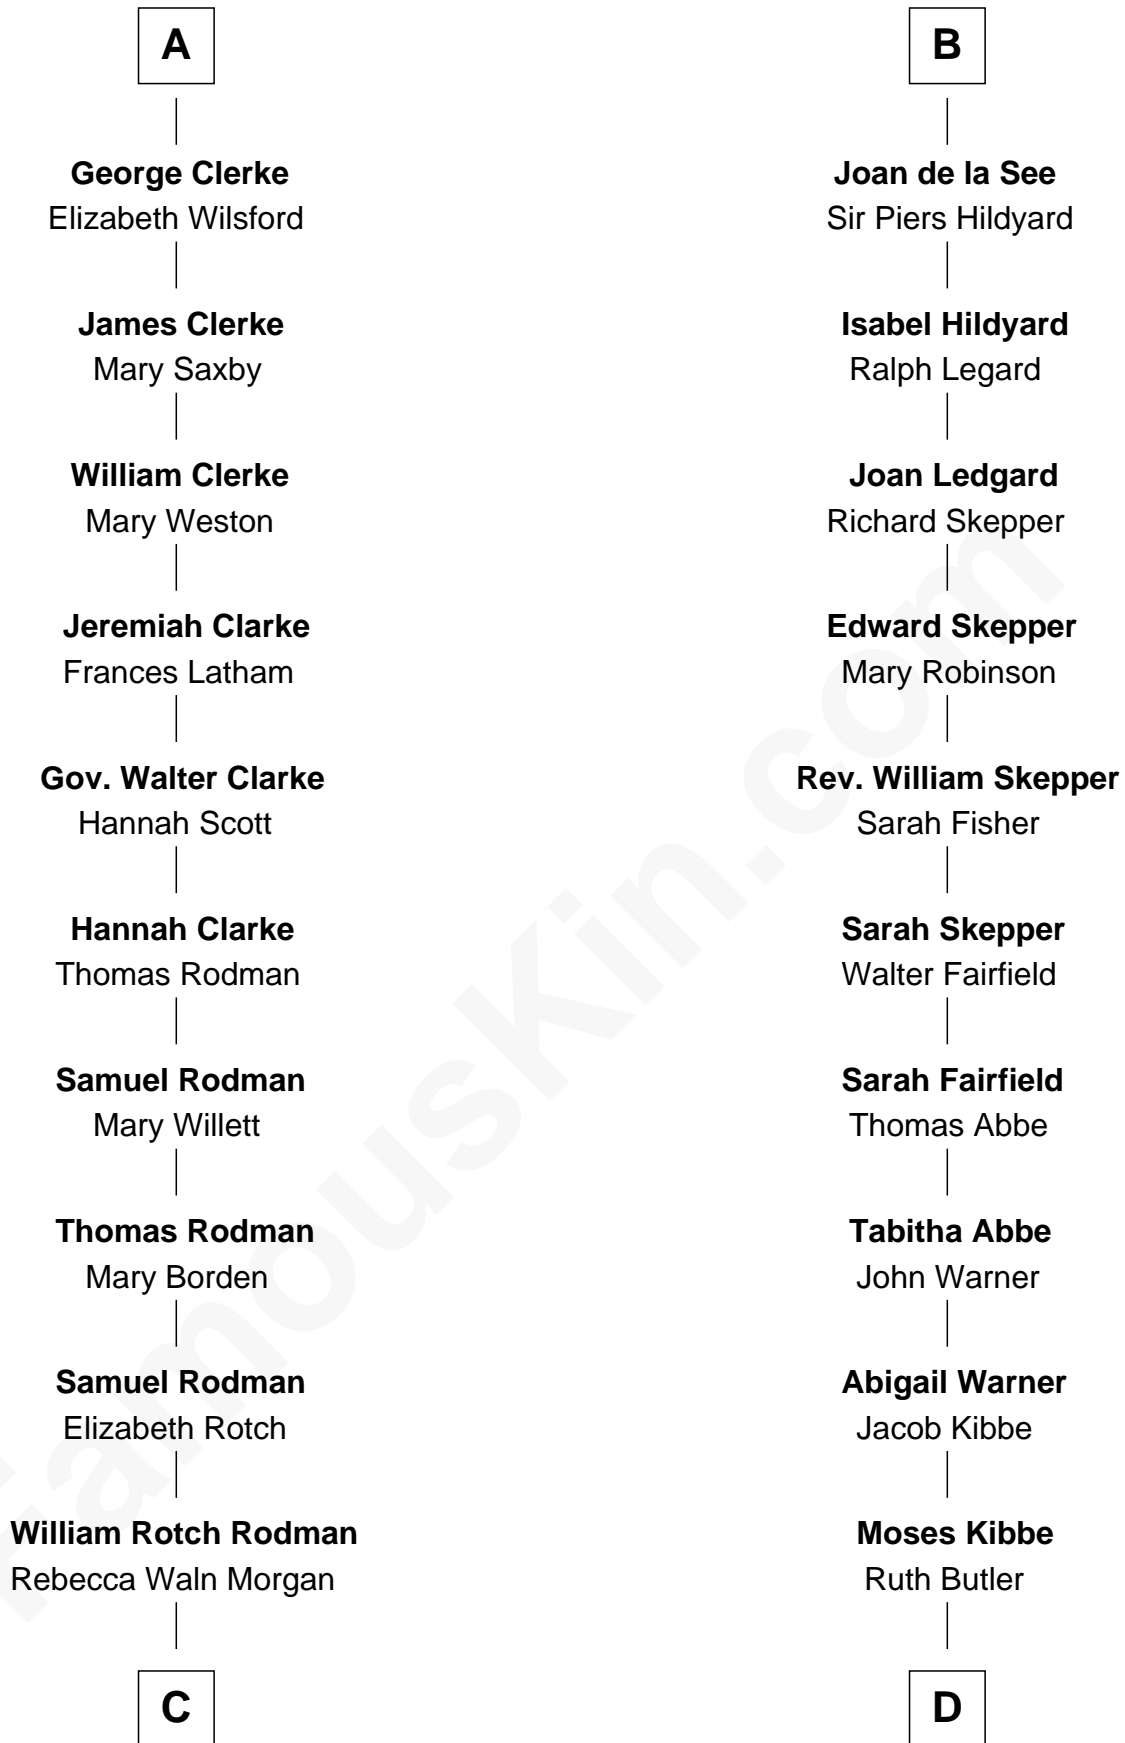 A
George Clerke
Elizabeth Wilsford
James Clerke
Mary Saxby
William Clerke
Mary Weston
Jeremiah Clarke
Frances Latham
Gov. Walter Clarke
Hannah Scott
Hannah Clarke
Thomas Rodman
Samuel Rodman
Mary Willett
Thomas Rodman
Mary Borden
Samuel Rodman
Elizabeth Rotch
William Rotch Rodman
Rebecca Waln Morgan
C
B
Joan de la See
Sir Piers Hildyard
Isabel Hildyard
Ralph Legard
Joan Ledgard
Richard Skepper
Edward Skepper
Mary Robinson
Rev. William Skepper
Sarah Fisher
Sarah Skepper
Walter Fairfield
Sarah Fairfield
Thomas Abbe
Tabitha Abbe
John Warner
Abigail Warner
Jacob Kibbe
Moses Kibbe
Ruth Butler
D
FamousKin.com